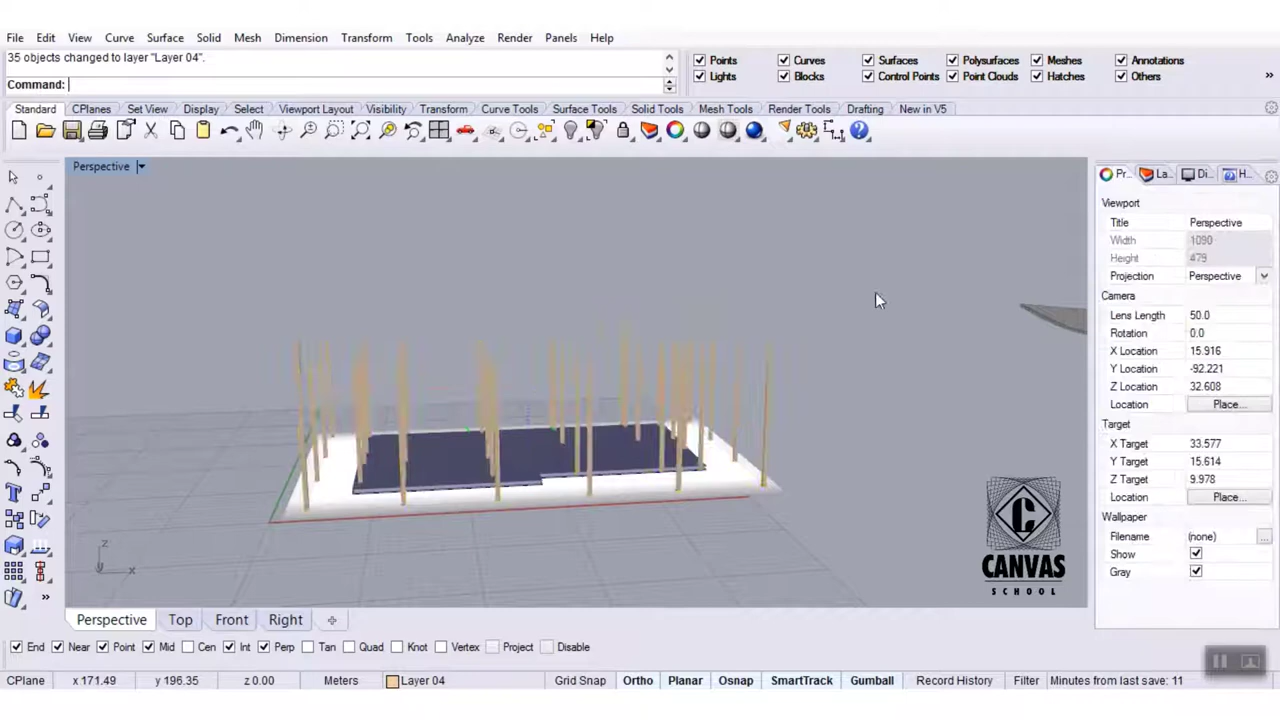 File Edit View Curve Surface Solid Mesh Dimension Transform Tools Analyze Render Panels Help
35 objects changed to layer "Layer 04".
Command:
Points Curves Surfaces Polysurfaces Meshes Annotations
Lights Blocks Control Points Point Clouds Hatches Others
Standard CPlanes Set View Display Select Viewport Layout Visibility Transform Curve Tools Surface Tools Solid Tools Mesh Tools Render Tools Drafting New in V5
Perspective
Pr... La... Di... H...
Viewport
Title Perspective
Width 1090
Height 479
Projection Perspective
Camera
Lens Length 50.0
Rotation 0.0
X Location 15.916
Y Location -92.221
Z Location 32.608
Location Place...
Target
X Target 33.577
Y Target 15.614
Z Target 9.978
Location Place...
Wallpaper
Filename (none) ...
Show
Gray
z
x
C
CANVAS
SCHOOL
Perspective Top Front Right
End Near Point Mid Cen Int Perp Tan Quad Knot Vertex Project Disable
CPlane x 171.49 y 196.35 z 0.00 Meters Layer 04 Grid Snap Ortho Planar Osnap SmartTrack Gumball Record History Filter Minutes from last save: 11